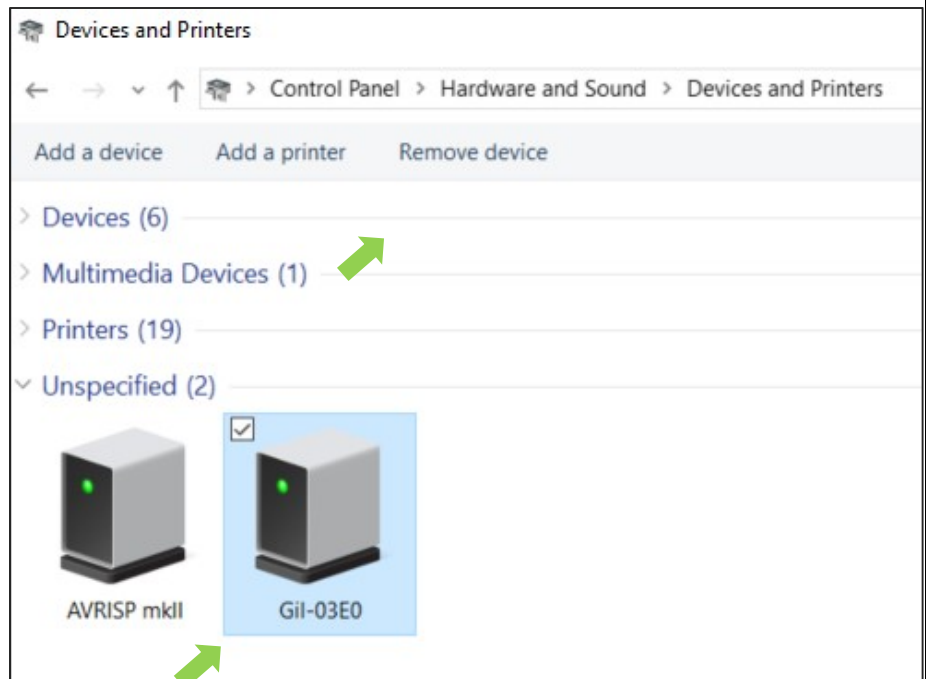 Devices and Printers
Control Panel > Hardware and Sound > Devices and Printers
Add a device Add a printer Remove device
Devices (6)
Multimedia Devices (1)
Printers (19)
Unspecified (2)
AVRISP mkII GiI-03E0